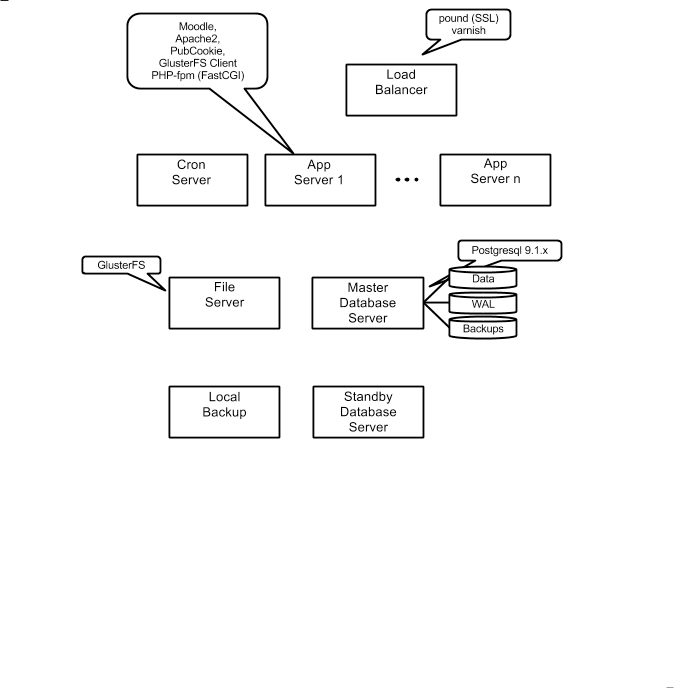 Moodle,
Apache2,
PubCookie,
GlusterFS Client
PHP-fpm (FastCGI)
pound (SSL)
varnish
Load
Balancer
Cron
Server
App
Server 1
App
Server n
GlusterFS
File
Server
Master
Database
Server
Postgresql 9.1.x
Data
WAL
Backups
Local
Backup
Standby
Database
Server